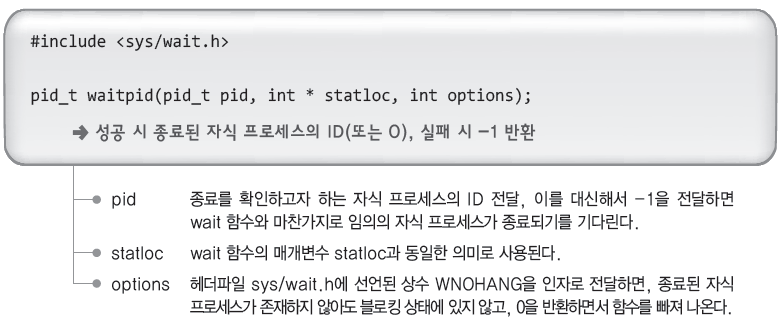 #include <sys/wait.h>
pid_t waitpid(pid_t pid, int * statloc, int options);
➔ 성공 시 종료된 자식 프로세스의 ID(또는 0), 실패 시 -1 반환
pid 종료를 확인하고자 하는 자식 프로세스의 ID 전달, 이를 대신해서 -1을 전달하면
wait 함수와 마찬가지로 임의의 자식 프로세스가 종료되기를 기다린다.
statloc wait 함수의 매개변수 statloc과 동일한 의미로 사용된다.
options 헤더파일 sys/wait.h에 선언된 상수 WNOHANG을 인자로 전달하면, 종료된 자식
프로세스가 존재하지 않아도 블로킹 상태에 있지 않고, 0을 반환하면서 함수를 빠져 나온다.